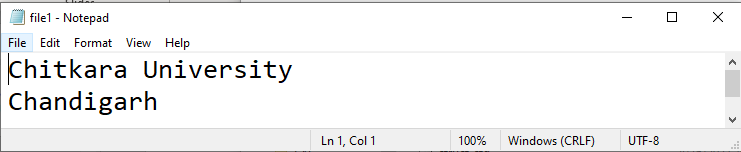 file1 - Notepad
File Edit Format View Help
Chitkara University
Chandigarh
Ln 1, Col 1 100% Windows (CRLF) UTF-8